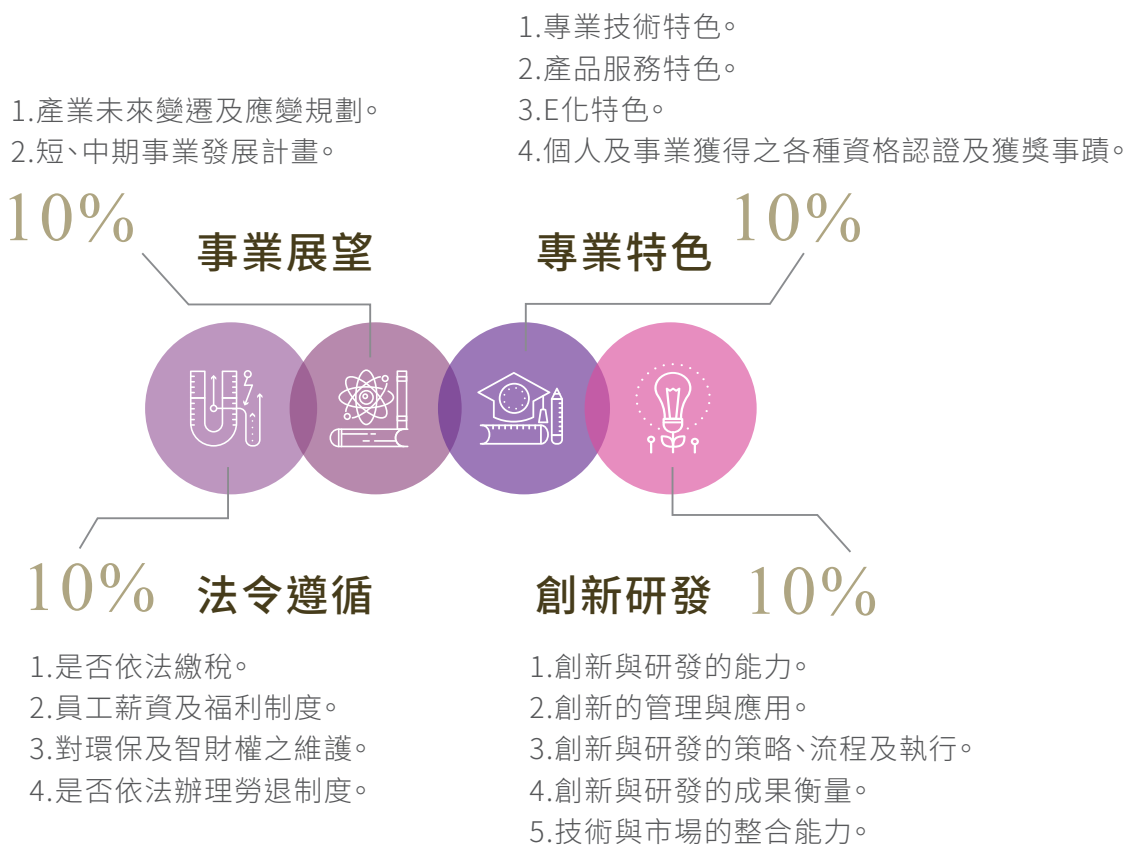 1.產業未來變遷及應變規劃。
2.短、中期事業發展計畫。
10%
事業展望
1.專業技術特色。
2.產品服務特色。
3.E化特色。
4.個人及事業獲得之各種資格認證及獲獎事蹟。
專業特色
10%
10%
法令遵循
1.是否依法繳稅。
2.員工薪資及福利制度。
3.對環保及智財權之維護。
4.是否依法辦理勞退制度。
創新研發
10%
1.創新與研發的能力。
2.創新的管理與應用。
3.創新與研發的策略、流程及執行。
4.創新與研發的成果衡量。
5.技術與市場的整合能力。